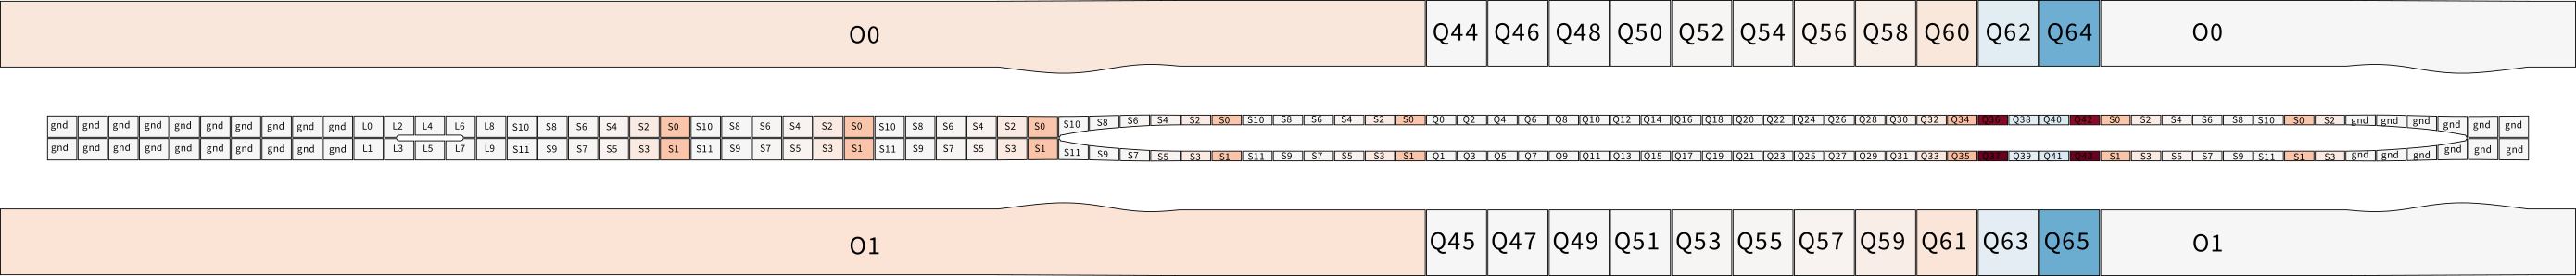 O0 Q44 Q46 Q48 Q50 Q52 Q54 Q56 Q58 Q60 Q62 Q64 O0
gnd gnd gnd gnd gnd gnd gnd gnd gnd gnd L0 L2 L4 L6 L8 S10 S8 S6 S4 S2 S0 S10 S8 S6 S4 S2 S0 S10 S8 S6 S4 S2 S0 S10 S8 S6 S4 S2 S0 S10 S8 S6 S4 S2 S0 Q0 Q2 Q4 Q6 Q8 Q10 Q12 Q14 Q16 Q18 Q20 Q22 Q24 Q26 Q28 Q30 Q32 Q34 Q36 Q38 Q40 Q42 S0 S2 S4 S6 S8 S10 S0 S2 gnd gnd gnd gnd gnd gnd
gnd gnd gnd gnd gnd gnd gnd gnd gnd gnd L1 L3 L5 L7 L9 S11 S9 S7 S5 S3 S1 S11 S9 S7 S5 S3 S1 S11 S9 S7 S5 S3 S1 S11 S9 S7 S5 S3 S1 S11 S9 S7 S5 S3 S1 Q1 Q3 Q5 Q7 Q9 Q11 Q13 Q15 Q17 Q19 Q21 Q23 Q25 Q27 Q29 Q31 Q33 Q35 Q37 Q39 Q41 Q43 S1 S3 S5 S7 S9 S11 S1 S3 gnd gnd gnd gnd gnd gnd
O1 Q45 Q47 Q49 Q51 Q53 Q55 Q57 Q59 Q61 Q63 Q65 O1